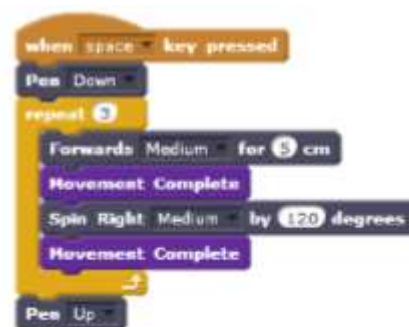 when space key pressed
Pen Down
repeat 3
Forwards Medium for 5 cm
Movement Complete
Spin Right Medium by 120 degrees
Movement Complete
Pen Up